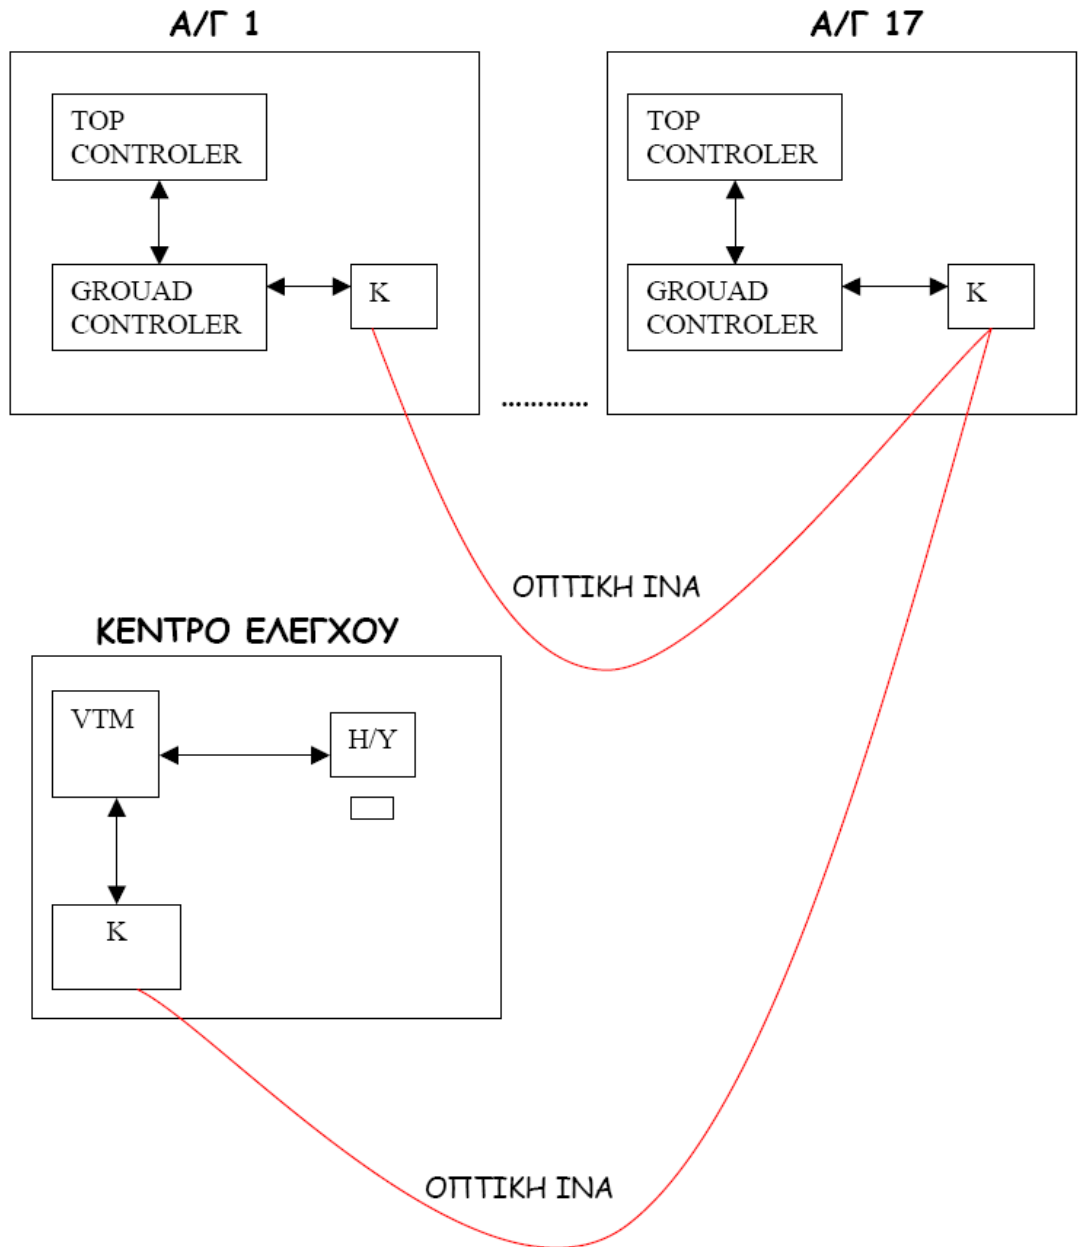 Α/Γ 1
Α/Γ 17
TOP
CONTROLER
TOP
CONTROLER
GROUAD
CONTROLER
K
GROUAD
CONTROLER
K
............
ΟΠΤΙΚΗ ΙΝΑ
ΚΕΝΤΡΟ ΕΛΕΓΧΟΥ
VTM
Η/Υ
K
ΟΠΤΙΚΗ ΙΝΑ